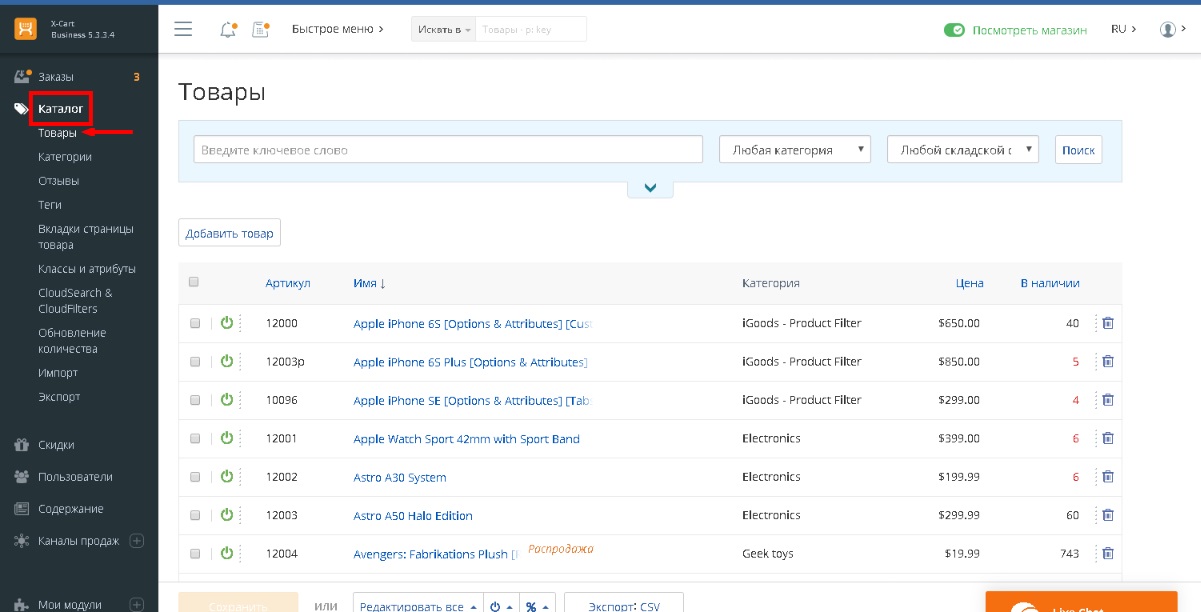 X-Cart
Business 5.3.3.4
Быстрое меню
Искать в
Товары
key
Посмотреть магазин
RU
Заказы
3
Каталог
Товары
Категории
Отзывы
Теги
Вкладки страницы
товара
Классы и атрибуты
CloudSearch &
CloudFilters
Обновление
количества
Импорт
Экспорт
Скидки
Пользователи
Содержание
Каналы продаж
Мои модули
Товары
Введите ключевое слово
Любая категория
Любой складской с
Поиск
Добавить товар
Артикул Имя ↓ Категория Цена В наличии
12000 Apple iPhone 6S [Options & Attributes] [Cust iGoods - Product Filter $650.00 40
12003p Apple iPhone 6S Plus [Options & Attributes] iGoods - Product Filter $850.00 5
10096 Apple iPhone SE [Options & Attributes] [Tabs iGoods - Product Filter $299.00 4
12001 Apple Watch Sport 42mm with Sport Band Electronics $399.00 6
12002 Astro A30 System Electronics $199.99 6
12003 Astro A50 Halo Edition Electronics $299.99 60
12004 Avengers: Fabrikations Plush [ Распродажа Geek toys $19.99 743
Сохранить
или
Редактировать все
%
Экспорт: CSV
Live Chat